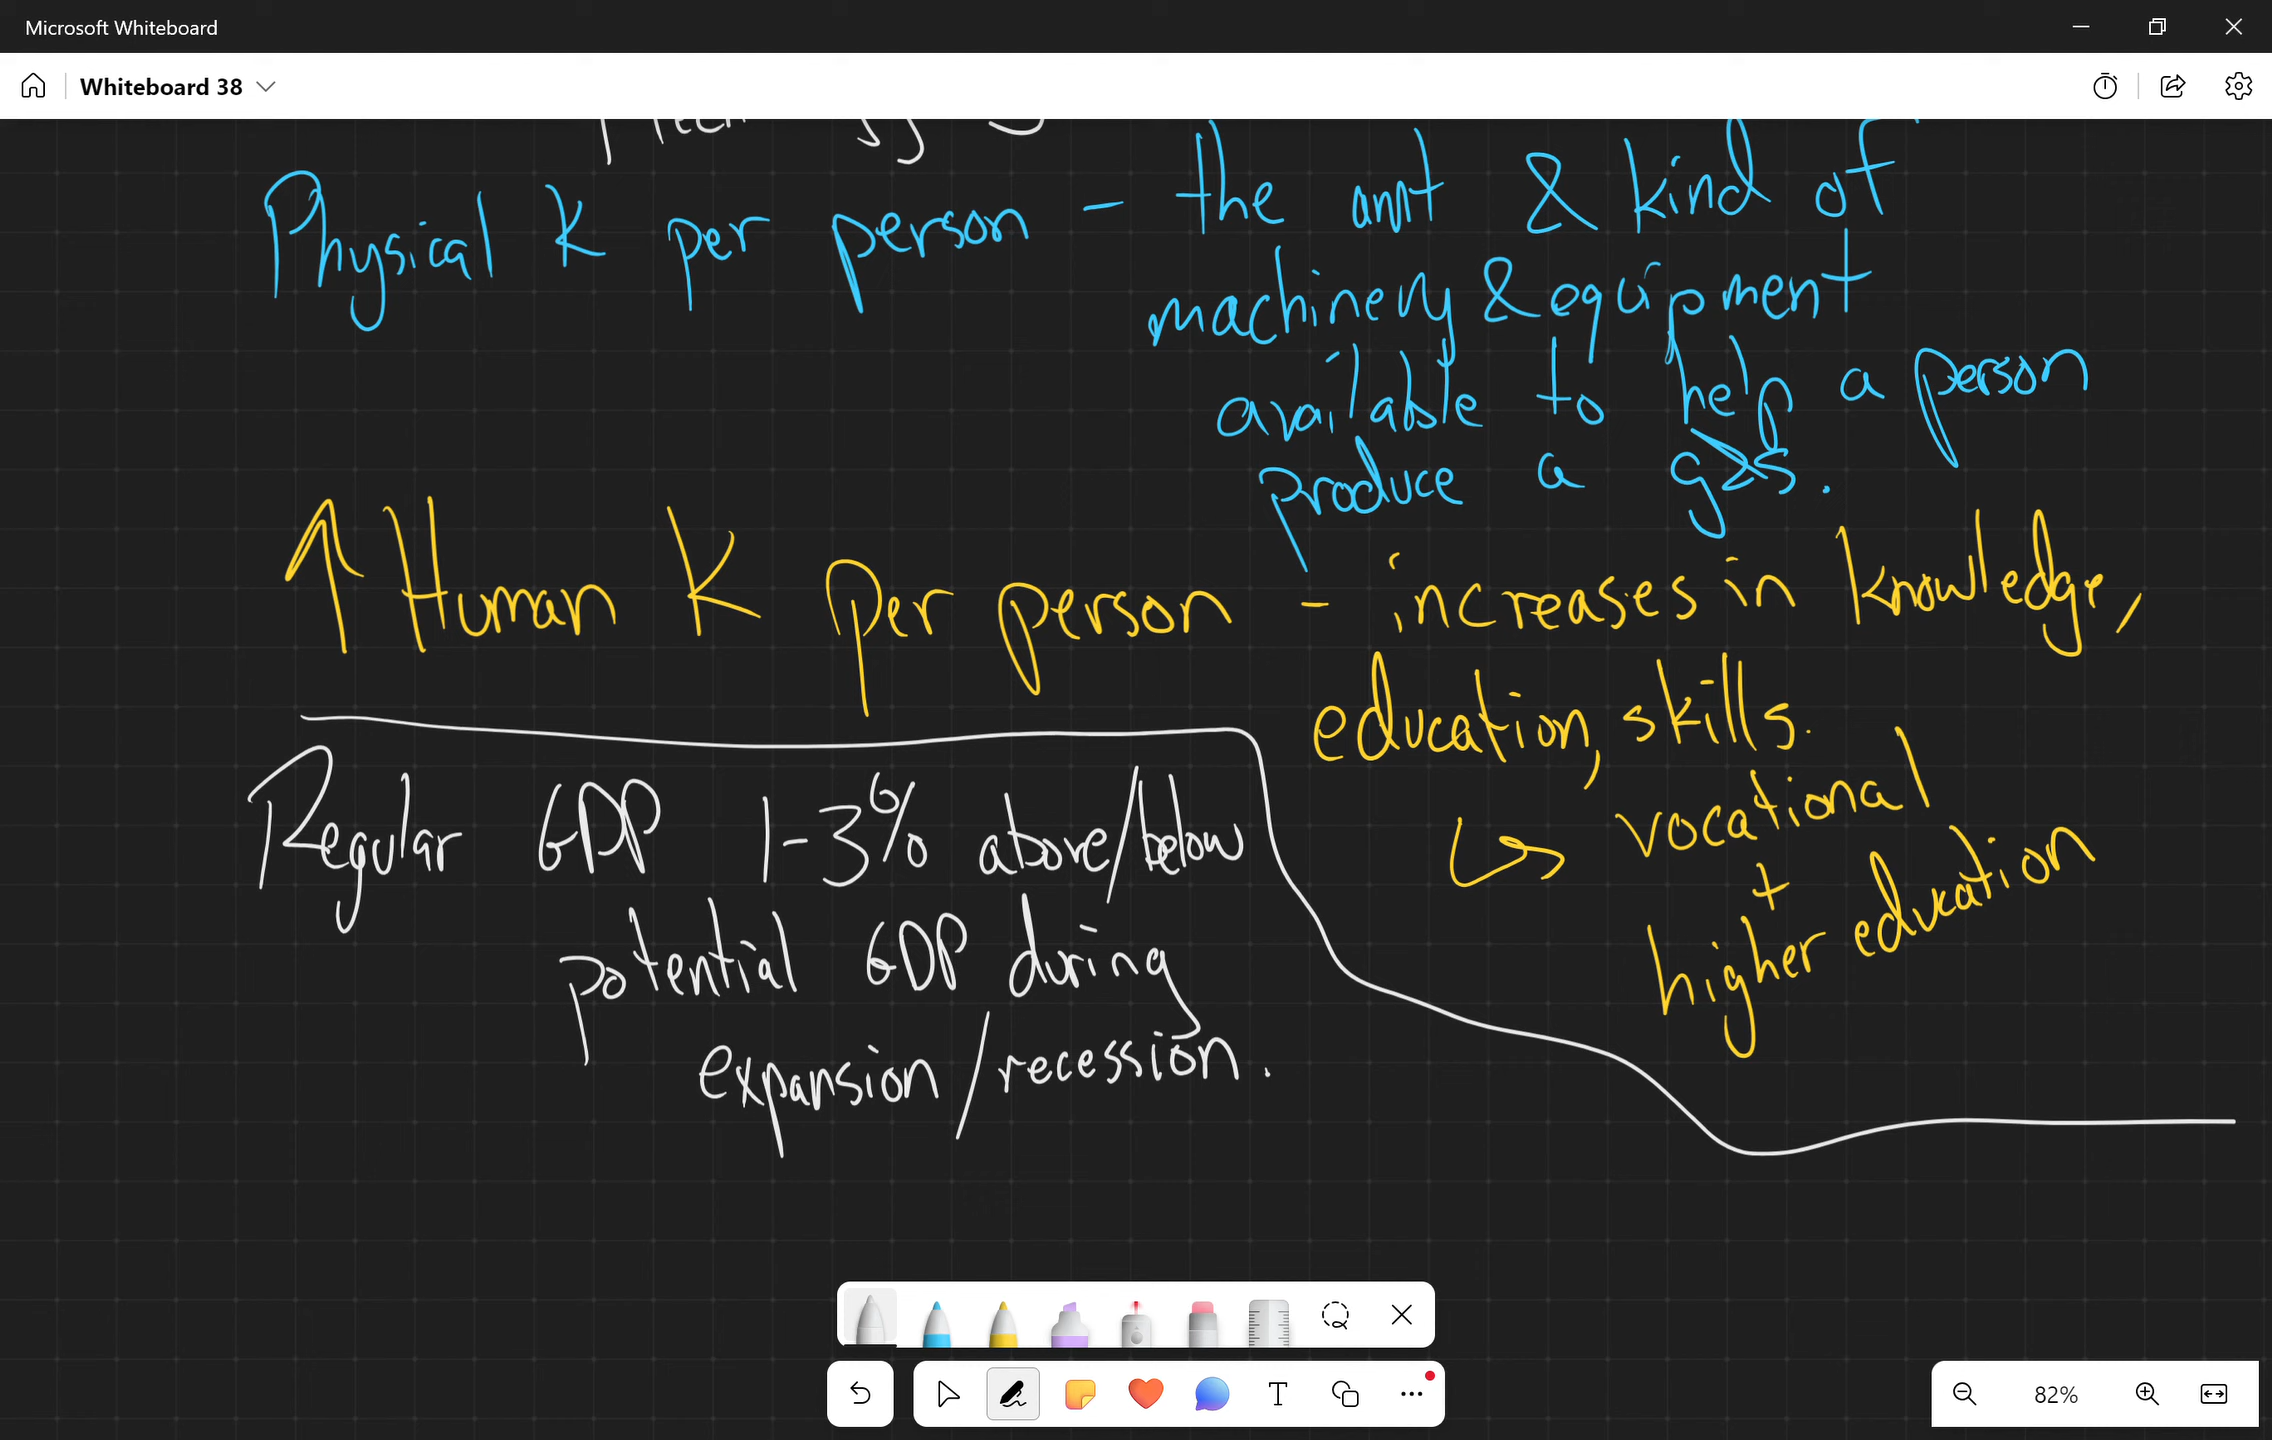 Microsoft Whiteboard
Whiteboard 38
Physical K per person - the amt & kind of
machinery & equipment
available to help a person
produce a g&s.
↑ Human K per person - increases in knowledge,
education, skills.
↳ vocational
+
higher education
Regular GDP 1-3% above/below
potential GDP during
expansion/recession.
82%